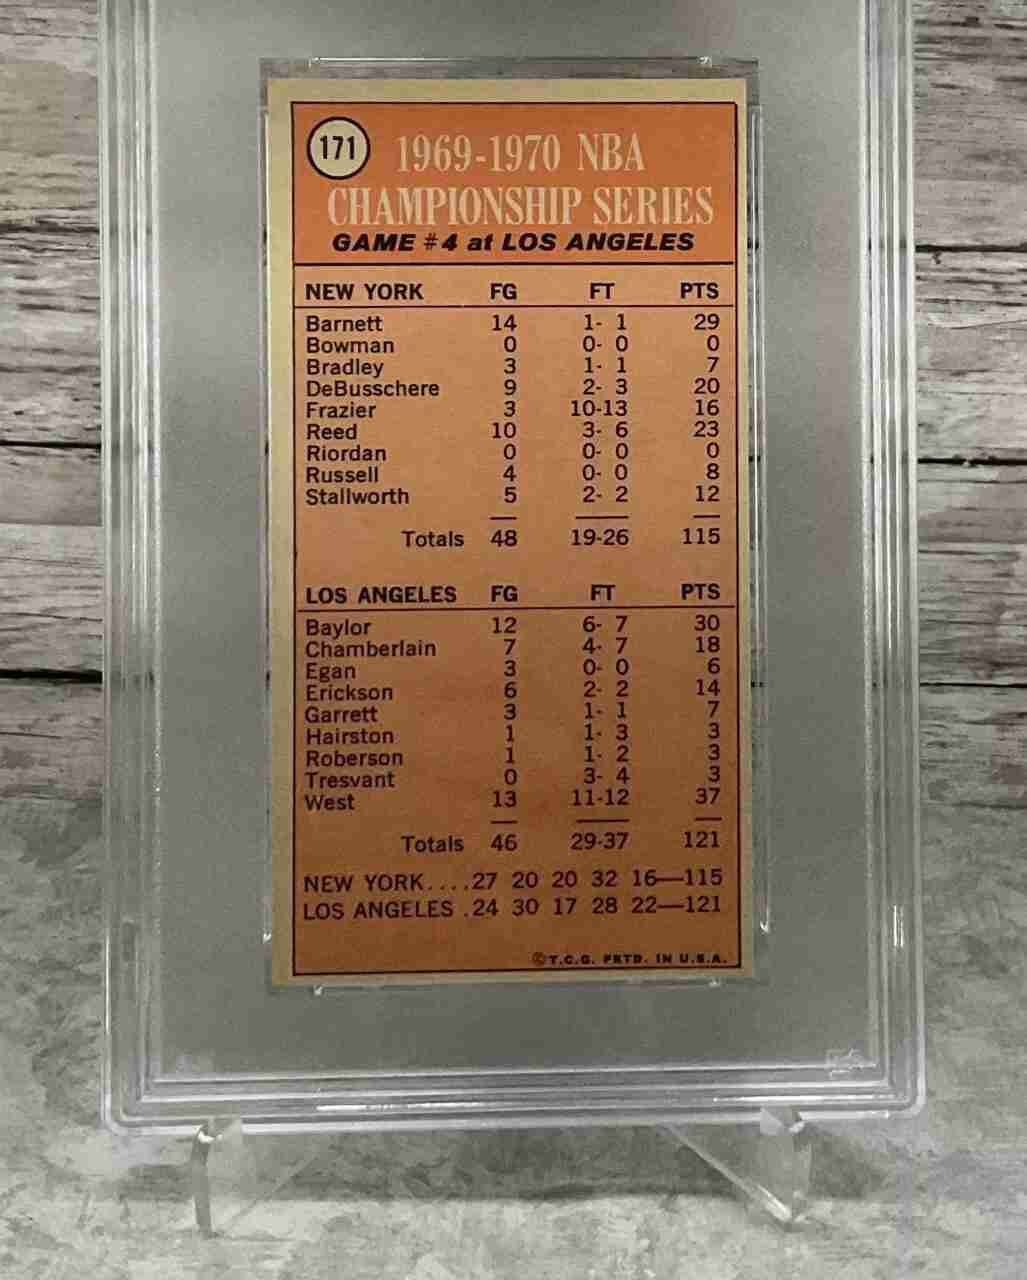 171
1969-1970 NBA
CHAMPIONSHIP SERIES
GAME #4 at LOS ANGELES
NEW YORK FG FT PTS
Barnett 14 1- 1 29
Bowman 0 0- 0 0
Bradley 3 1- 1 7
DeBusschere 9 2- 3 20
Frazier 3 10-13 16
Reed 10 3- 6 23
Riordan 0 0- 0 0
Russell 4 0- 0 8
Stallworth 5 2- 2 12
Totals 48 19-26 115
LOS ANGELES FG FT PTS
Baylor 12 6- 7 30
Chamberlain 7 4- 7 18
Egan 3 0- 0 6
Erickson 6 2- 2 14
Garrett 3 1- 1 7
Hairston 1 1- 3 3
Roberson 1 1- 2 3
Tresvant 0 3- 4 3
West 13 11-12 37
Totals 46 29-37 121
NEW YORK....27 20 20 32 16—115
LOS ANGELES .24 30 17 28 22—121
©T.C.G. PRTD. IN U.S.A.